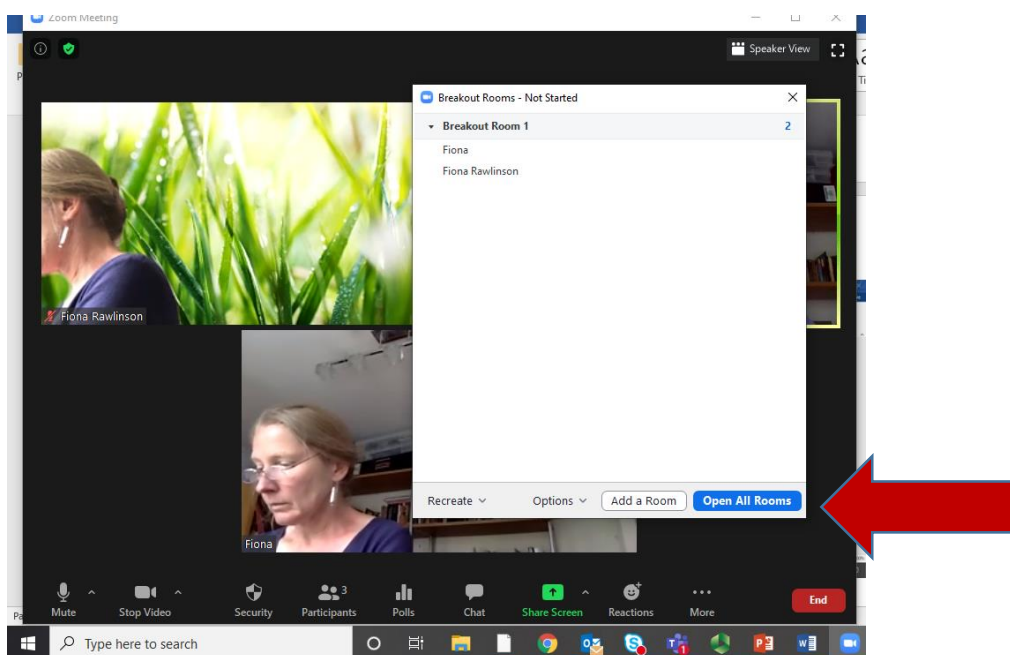 Zoom Meeting
Speaker View
Breakout Rooms - Not Started
Breakout Room 1 2
Fiona
Fiona Rawlinson
Fiona Rawlinson
Recreate Options Add a Room Open All Rooms
Fiona
3
Mute Stop Video Security Participants Polls Chat Share Screen Reactions More End
Type here to search